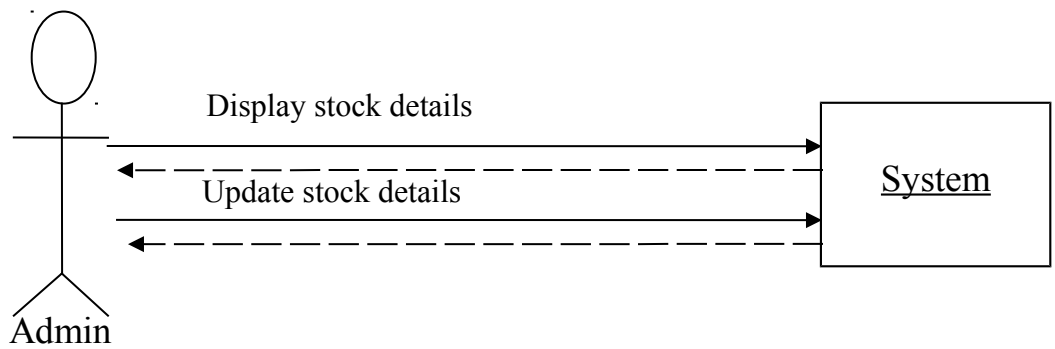 Display stock details
System
Update stock details
Admin